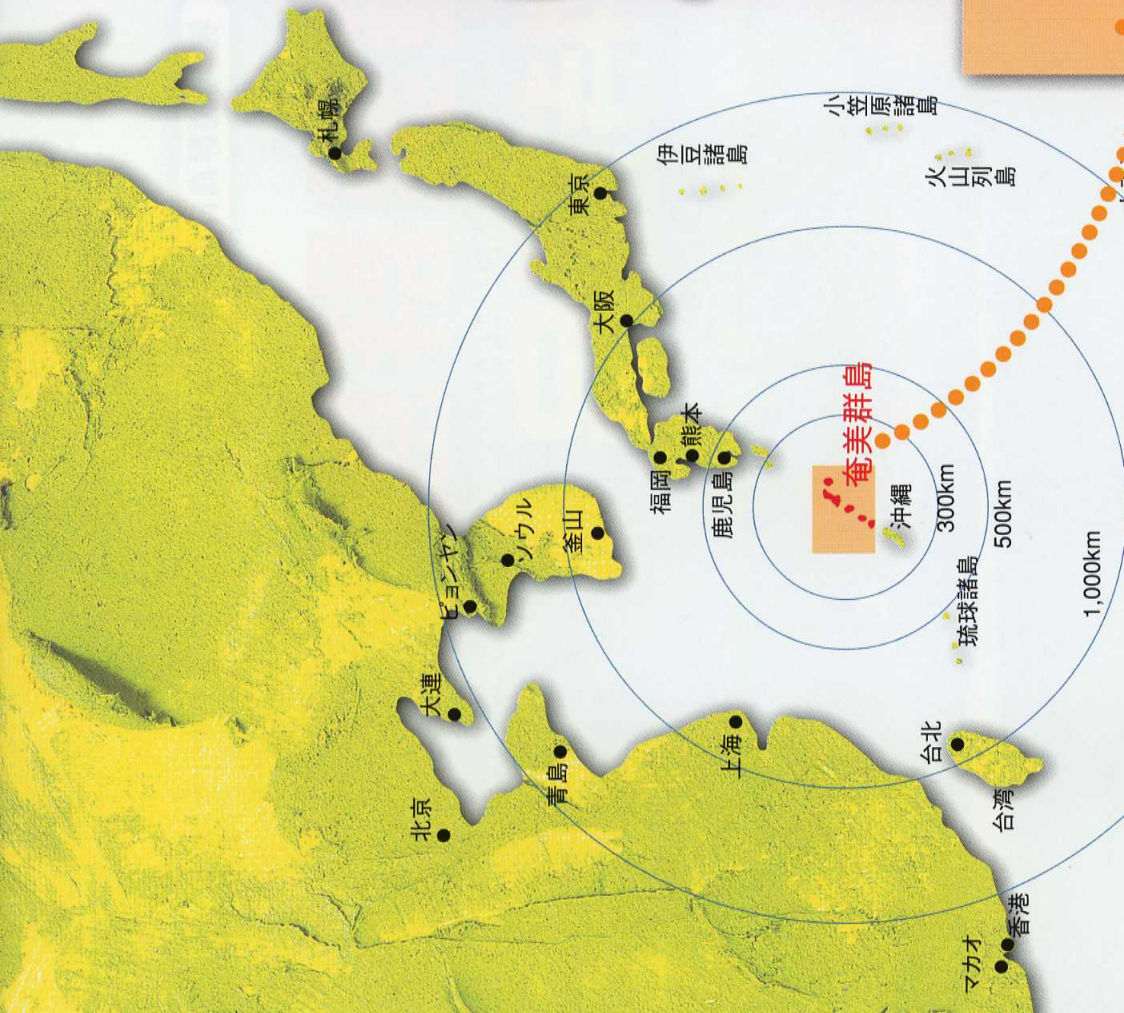 札幌
小笠原諸島
伊豆諸島
火山列島
東京
大阪
奄美群島
熊本
福岡
鹿児島
沖縄
300km
500km
1,000km
琉球諸島
ピョンヤン
ソウル
釜山
大連
青島
北京
上海
台北
台湾
香港
マカオ